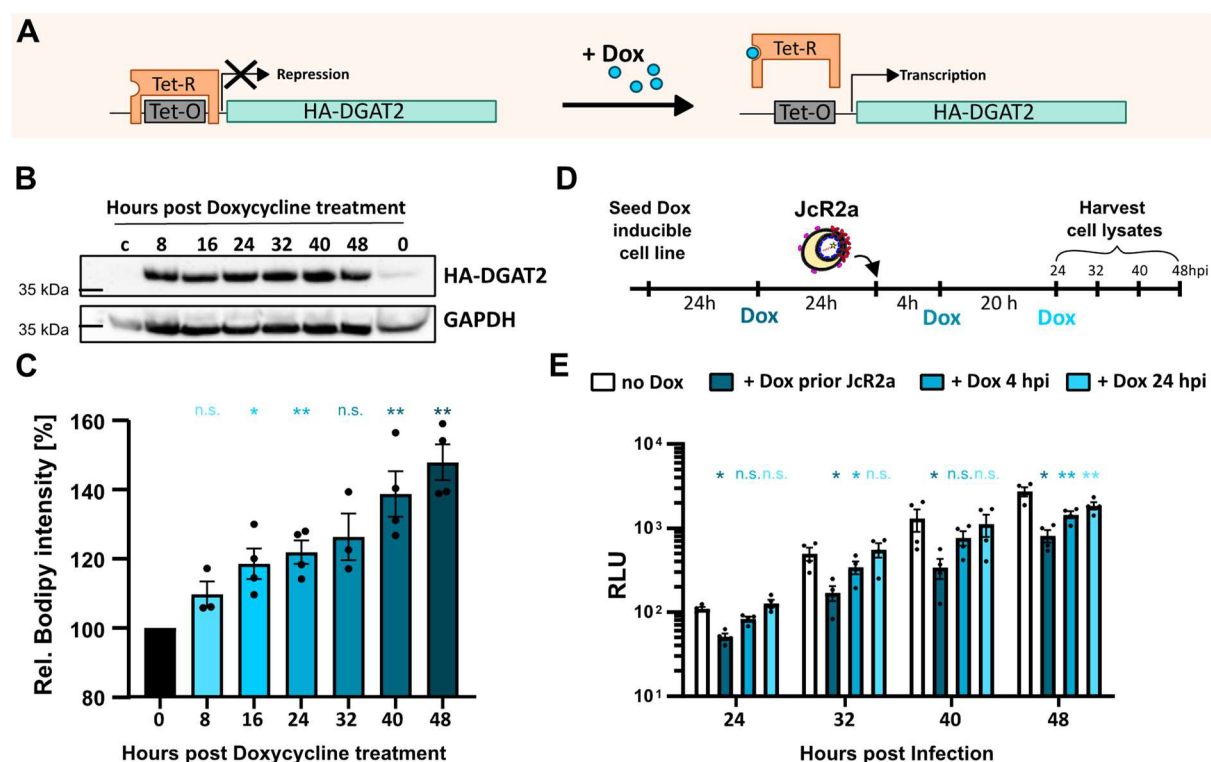 A
Tet-R
Tet-O
Repression
HA-DGAT2
+ Dox
Tet-R
Tet-O
Transcription
HA-DGAT2
B
Hours post Doxycycline treatment
c 8 16 24 32 40 48 0
35 kDa
HA-DGAT2
35 kDa
GAPDH
C
Rel. Bodipy intensity [%]
160
140
120
100
80
n.s. * ** n.s. ** **
0 8 16 24 32 40 48
Hours post Doxycycline treatment
D
Seed Dox
inducible
cell line
JcR2a
Harvest
cell lysates
24 32 40 48hpi
24h 24h 4h 20 h
Dox Dox Dox
E
no Dox + Dox prior JcR2a + Dox 4 hpi + Dox 24 hpi
RLU
10⁴
10³
10²
10¹
* n.s. n.s. * * n.s. * n.s. n.s. * ** **
24 32 40 48
Hours post Infection